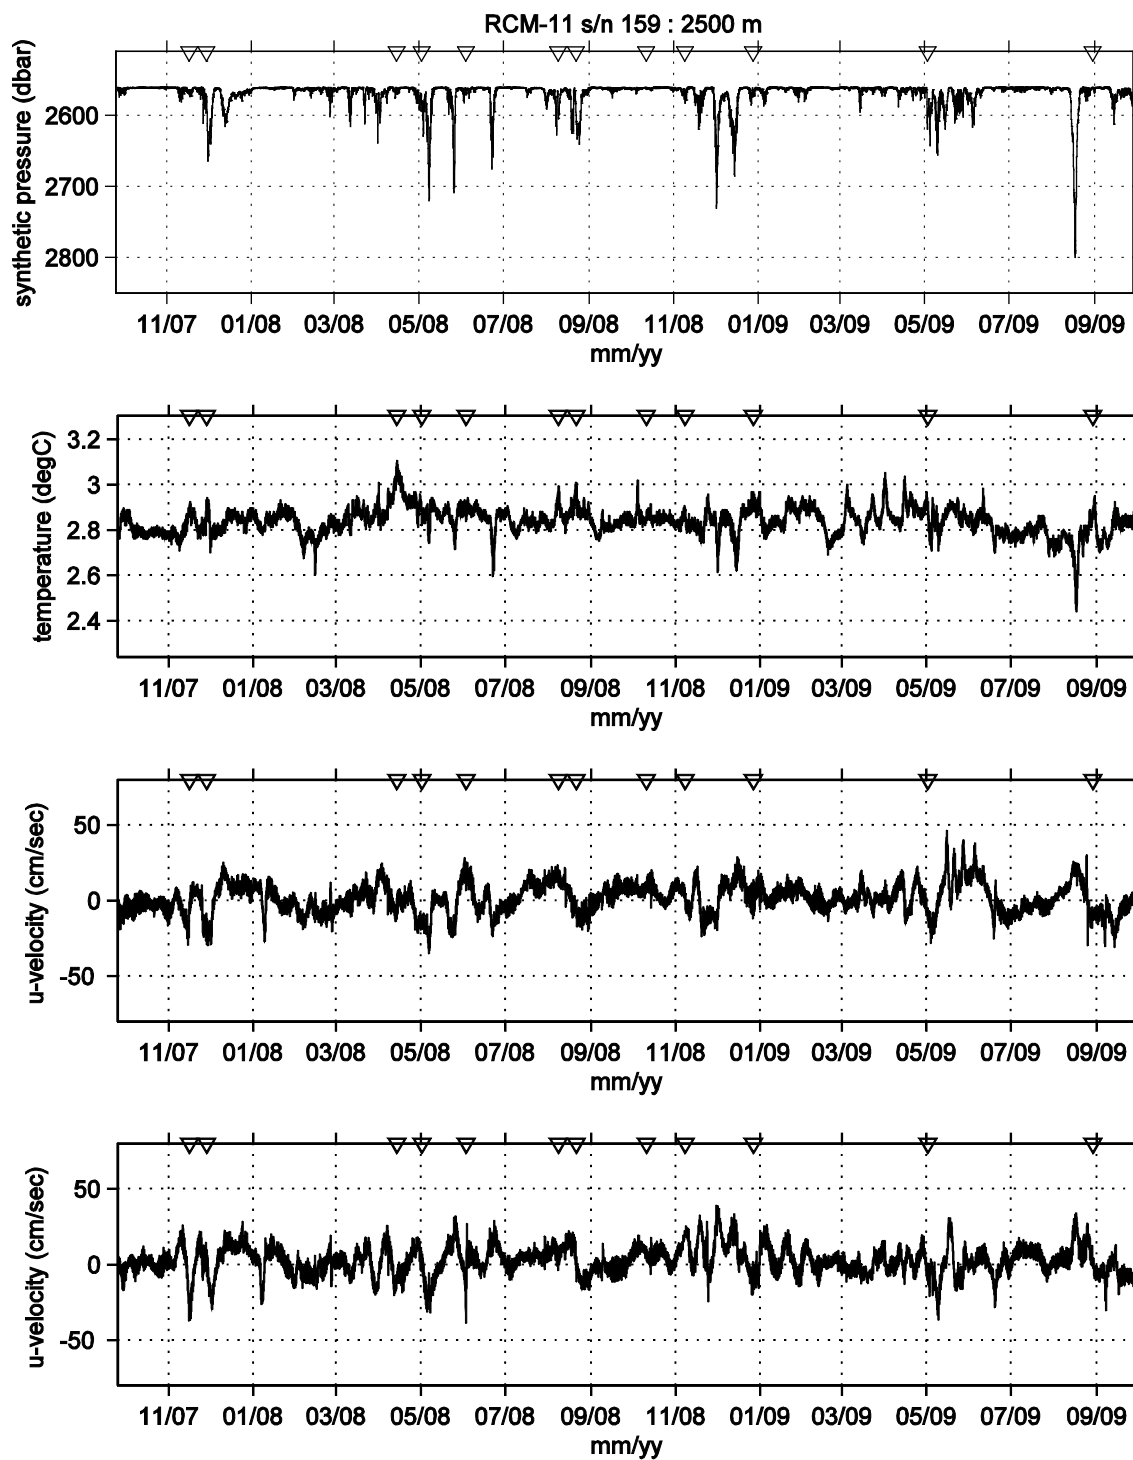 RCM-11 s/n 159 : 2500 m
synthetic pressure (dbar)
2600
2700
2800
11/07 01/08 03/08 05/08 07/08 09/08 11/08 01/09 03/09 05/09 07/09 09/09
mm/yy
temperature (degC)
3.2
3
2.8
2.6
2.4
11/07 01/08 03/08 05/08 07/08 09/08 11/08 01/09 03/09 05/09 07/09 09/09
mm/yy
u-velocity (cm/sec)
50
0
-50
11/07 01/08 03/08 05/08 07/08 09/08 11/08 01/09 03/09 05/09 07/09 09/09
mm/yy
u-velocity (cm/sec)
50
0
-50
11/07 01/08 03/08 05/08 07/08 09/08 11/08 01/09 03/09 05/09 07/09 09/09
mm/yy